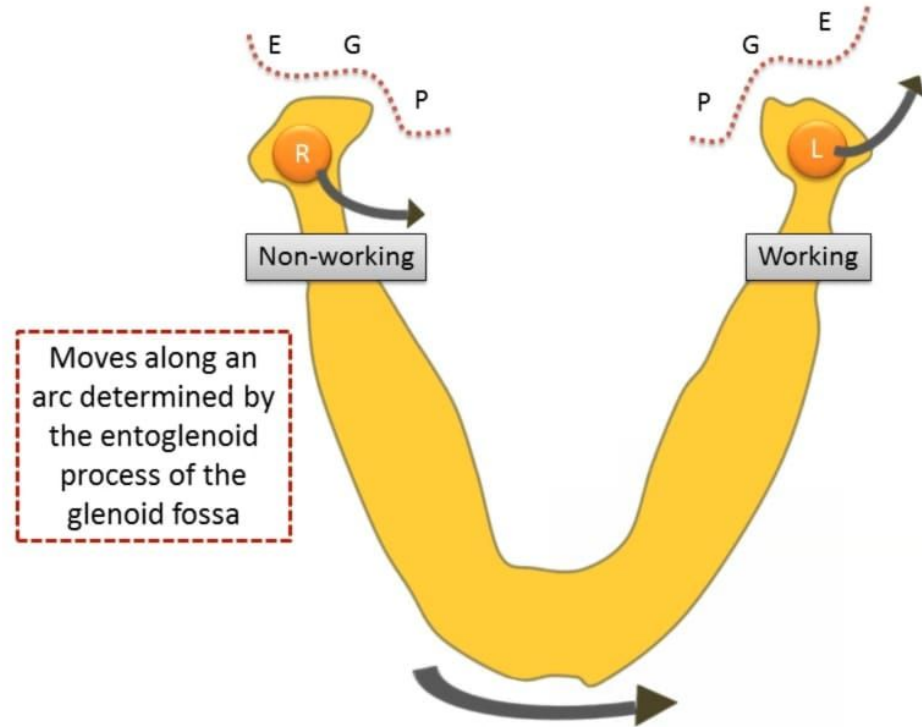 E G P
P G E
R
L
Non-working
Working
Moves along an
arc determined by
the entoglenoid
process of the
glenoid fossa